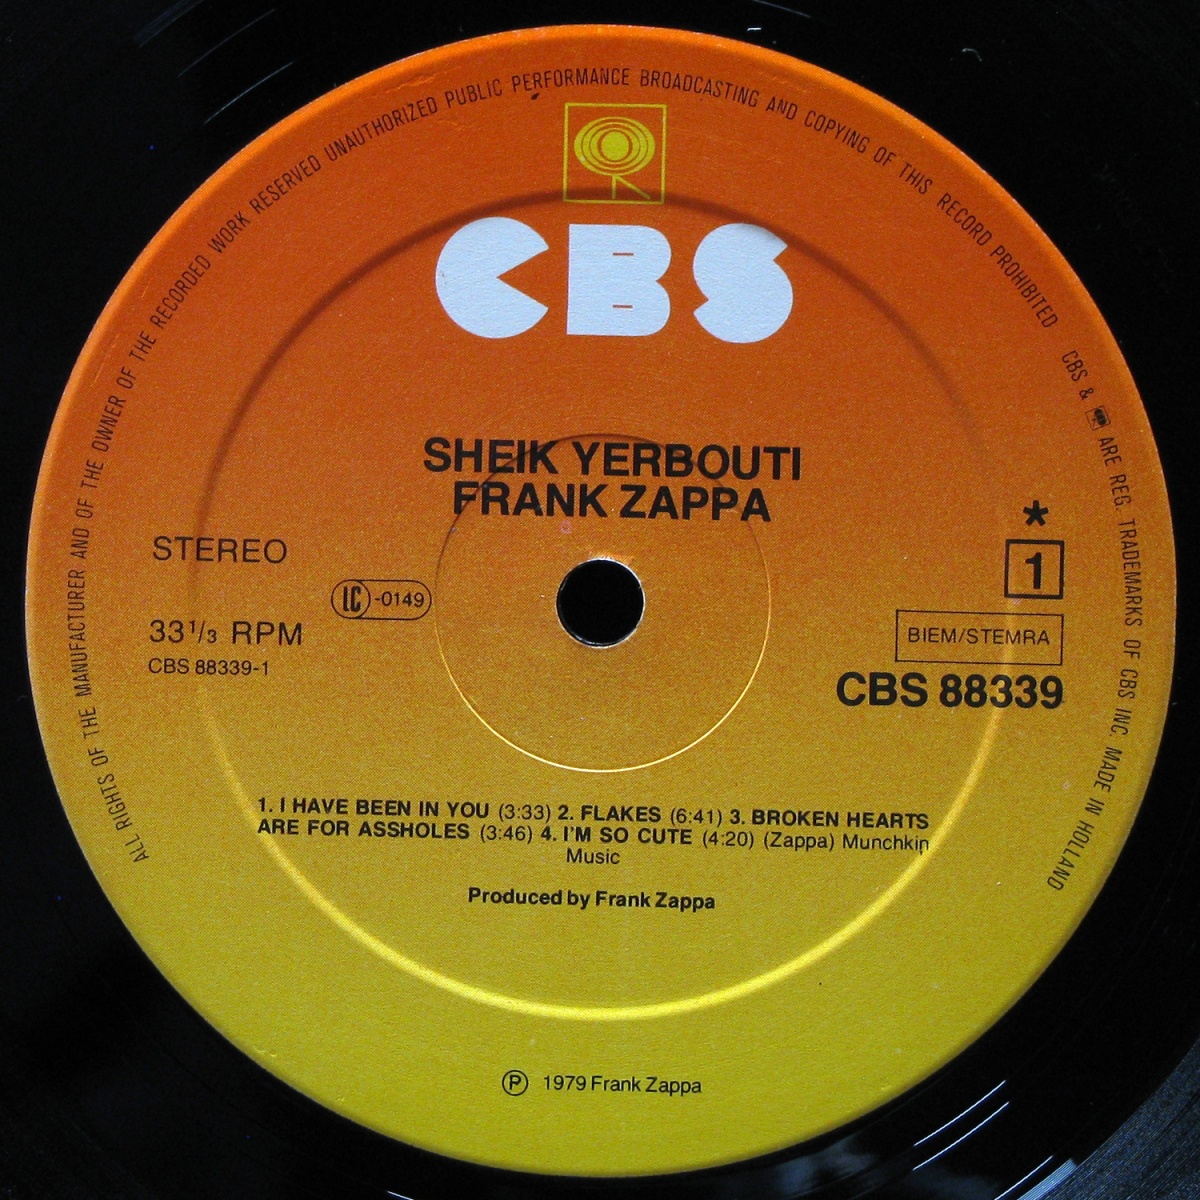 ALL RIGHTS OF THE MANUFACTURER AND OF THE OWNER OF THE RECORDED WORK RESERVED UNAUTHORIZED PUBLIC PERFORMANCE BROADCASTING AND COPYING OF THIS RECORD PROHIBITED CBS & ARE REG. TRADEMARKS OF CBS INC. MADE IN HOLLAND
CBS
SHEIK YERBOUTI
FRANK ZAPPA
STEREO
LC -0149
33 1/3 RPM
CBS 88339-1
*
1
BIEM/STEMRA
CBS 88339
1. I HAVE BEEN IN YOU (3:33) 2. FLAKES (6:41) 3. BROKEN HEARTS
ARE FOR ASSHOLES (3:46) 4. I'M SO CUTE (4:20) (Zappa) Munchkin
Music
Produced by Frank Zappa
Ⓟ 1979 Frank Zappa